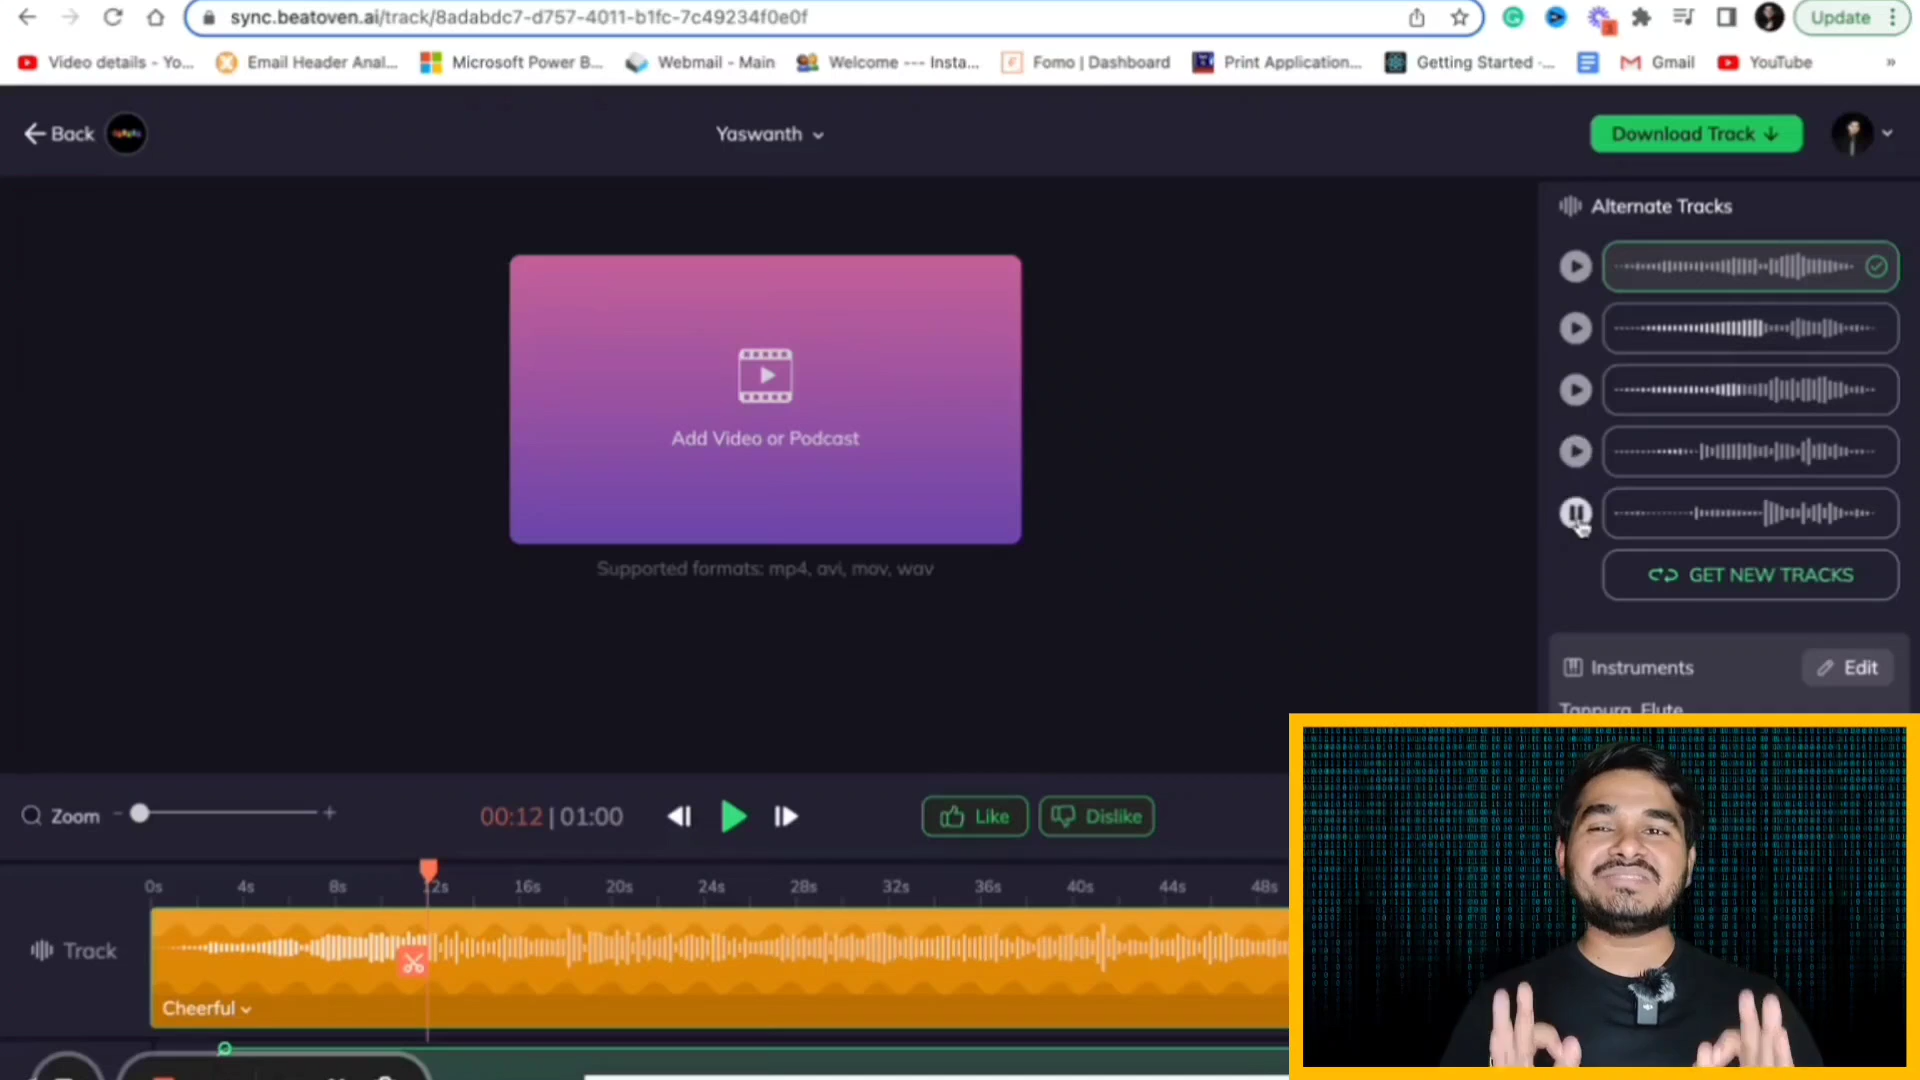 sync.beatoven.ai/track/8adabdc7-d757-4011-b1fc-7c49234f0e0f
Update
Video details - Yo...
Email Header Anal...
Microsoft Power B...
Webmail - Main
Welcome --- Insta...
Fomo | Dashboard
Print Application...
Getting Started -...
Gmail
YouTube
»
Back
Yaswanth
Download Track
Alternate Tracks
Add Video or Podcast
Supported formats: mp4, avi, mov, wav
GET NEW TRACKS
Instruments
Edit
Tanpura, Flute
Zoom - +
00:12 | 01:00
Like
Dislike
0s 4s 8s 12s 16s 20s 24s 28s 32s 36s 40s 44s 48s
Track
Cheerful